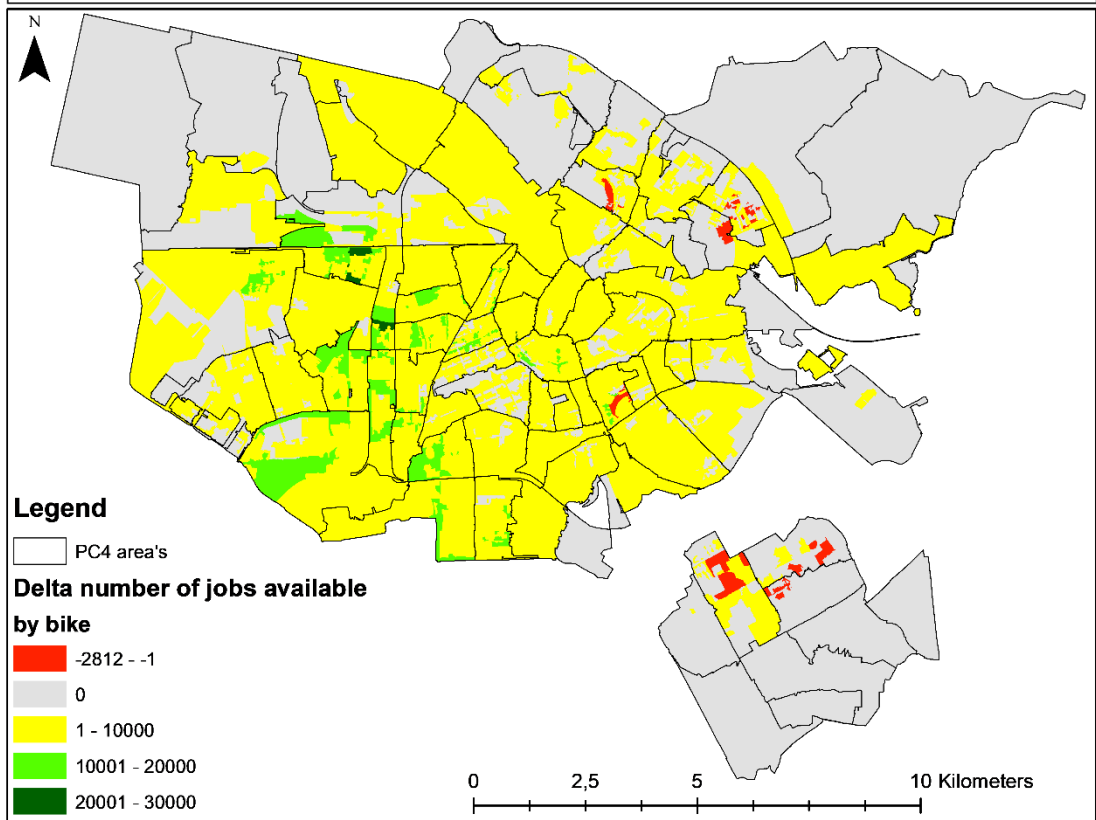 N
Legend
PC4 area's
Delta number of jobs available
by bike
-2812 - -1
0
1 - 10000
10001 - 20000
20001 - 30000
0 2,5 5 10 Kilometers